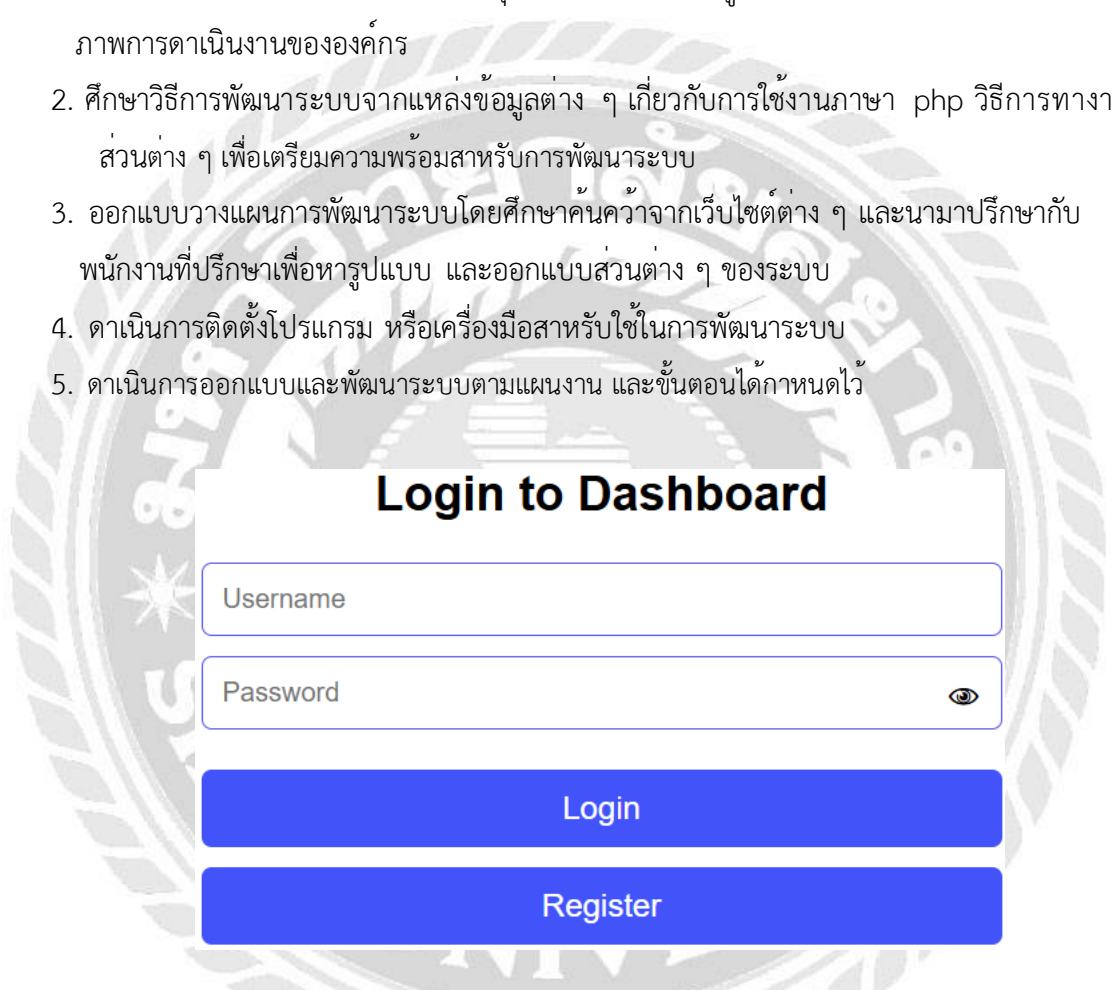 ภาพการดาเนินงานขององค์กร
2. ศึกษาวิธีการพัฒนาระบบจากแหล่งข้อมูลต่าง ๆ เกี่ยวกับการใช้งานภาษา php วิธีการทางา
ส่วนต่าง ๆ เพื่อเตรียมความพร้อมสาหรับการพัฒนาระบบ
3. ออกแบบวางแผนการพัฒนาระบบโดยศึกษาค้นคว้าจากเว็บไซต์ต่าง ๆ และนามาปรึกษากับ
พนักงานที่ปรึกษาเพื่อหารูปแบบ และออกแบบส่วนต่าง ๆ ของระบบ
4. ดาเนินการติดตั้งโปรแกรม หรือเครื่องมือสาหรับใช้ในการพัฒนาระบบ
5. ดาเนินการออกแบบและพัฒนาระบบตามแผนงาน และขั้นตอนได้กาหนดไว้
Login to Dashboard
Username
Password
Login
Register